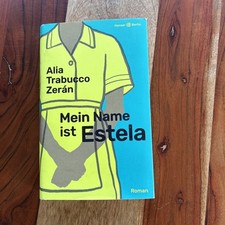 Alia
Trabucco
Zerán
Mein Name
ist Estela
Roman